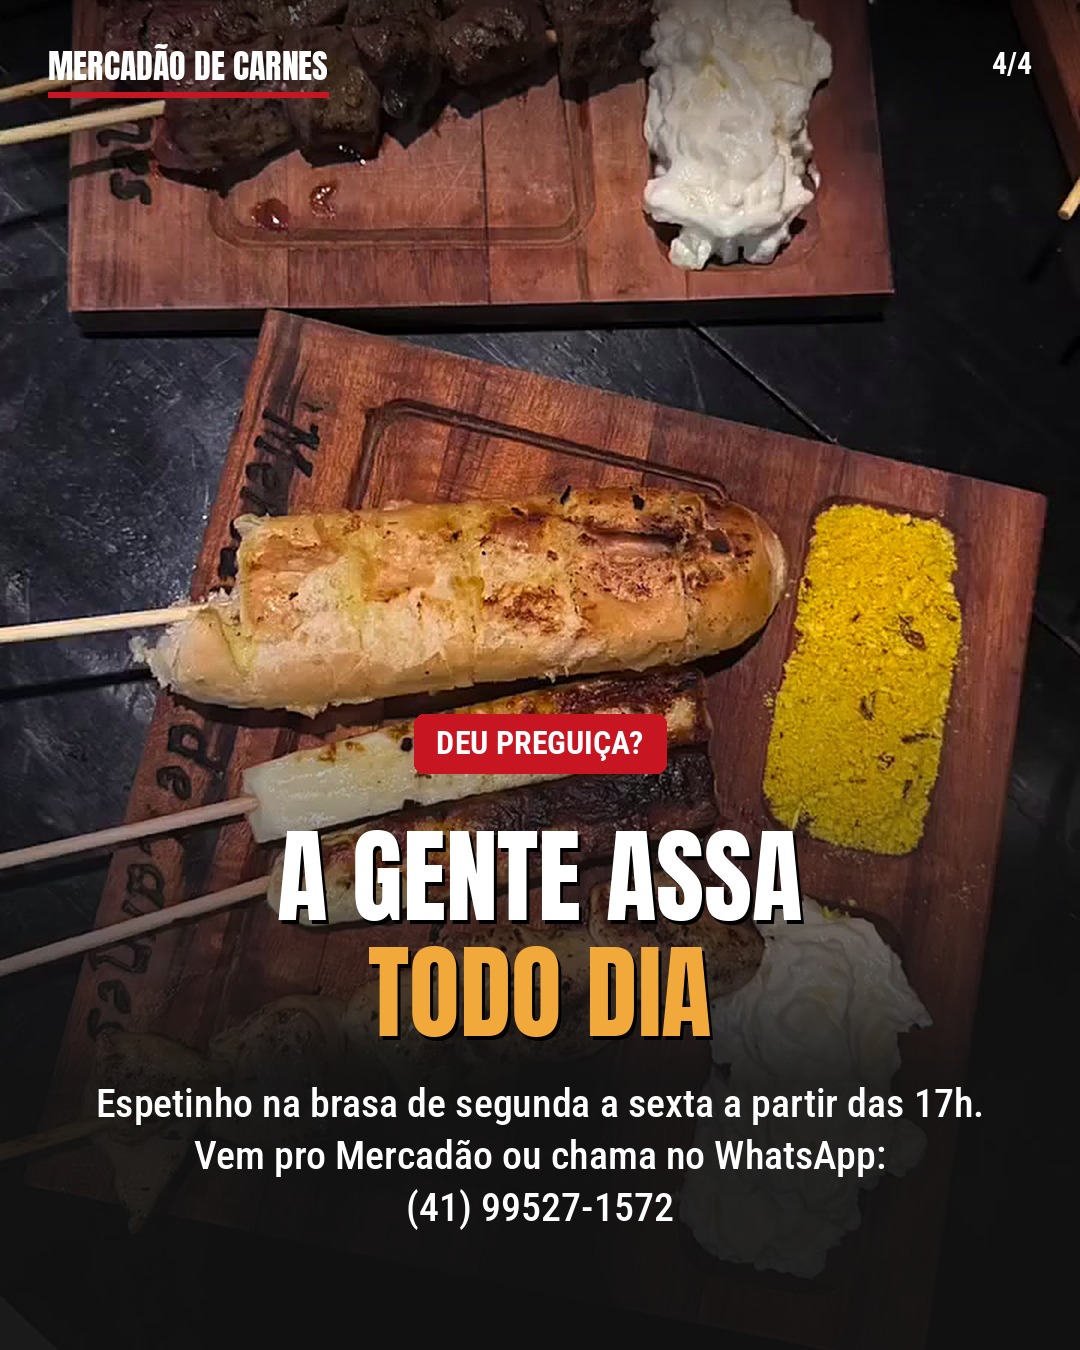 MERCADÃO DE CARNES
4/4
DEU PREGUIÇA?
A GENTE ASSA
TODO DIA
Espetinho na brasa de segunda a sexta a partir das 17h.
Vem pro Mercadão ou chama no WhatsApp:
(41) 99527-1572